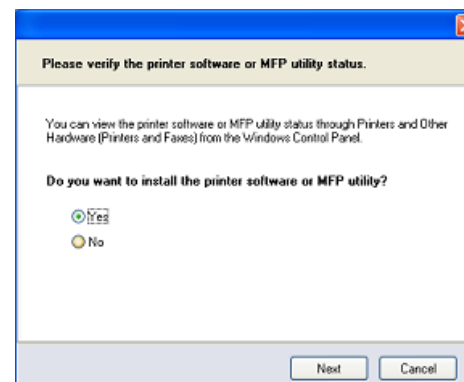 Please verify the printer software or MFP utility status.
You can view the printer software or MFP utility status through Printers and Other
Hardware (Printers and Faxes) from the Windows Control Panel.
Do you want to install the printer software or MFP utility?
Yes
No
Next Cancel